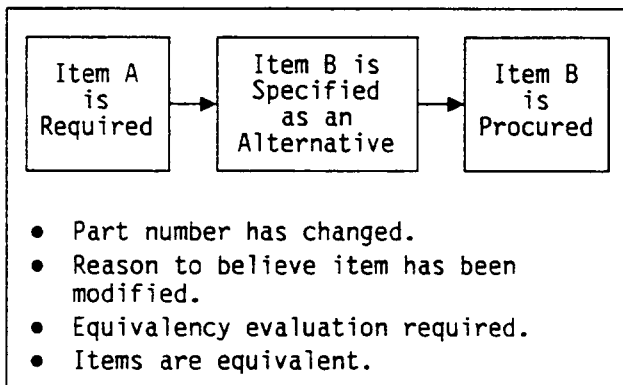 Item A
is
Required
Item B is
Specified
as an
Alternative
Item B
is
Procured
● Part number has changed.
● Reason to believe item has been
modified.
● Equivalency evaluation required.
● Items are equivalent.